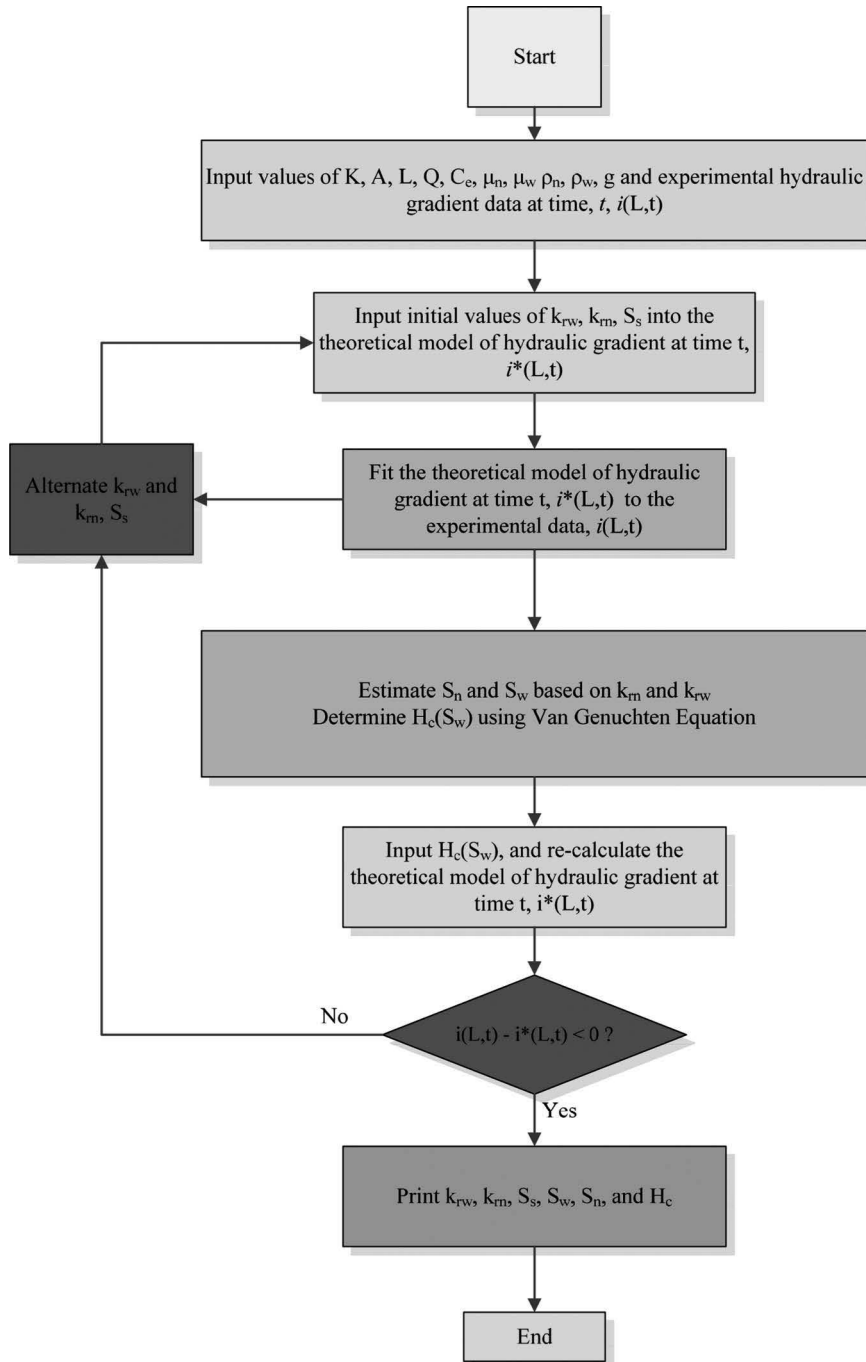 Start
Input values of K, A, L, Q, Cₑ, μₙ, μ_w ρₙ, ρ_w, g and experimental hydraulic
gradient data at time, t, i(L,t)
Input initial values of k_rw, k_rn, Sₛ into the
theoretical model of hydraulic gradient at time t,
i*(L,t)
Alternate k_rw and
k_rn, Sₛ
Fit the theoretical model of hydraulic
gradient at time t, i*(L,t) to the
experimental data, i(L,t)
Estimate Sₙ and S_w based on k_rn and k_rw
Determine H_c(S_w) using Van Genuchten Equation
Input H_c(S_w), and re-calculate the
theoretical model of hydraulic gradient at
time t, i*(L,t)
No
i(L,t) - i*(L,t) < 0 ?
Yes
Print k_rw, k_rn, Sₛ, S_w, Sₙ, and H_c
End